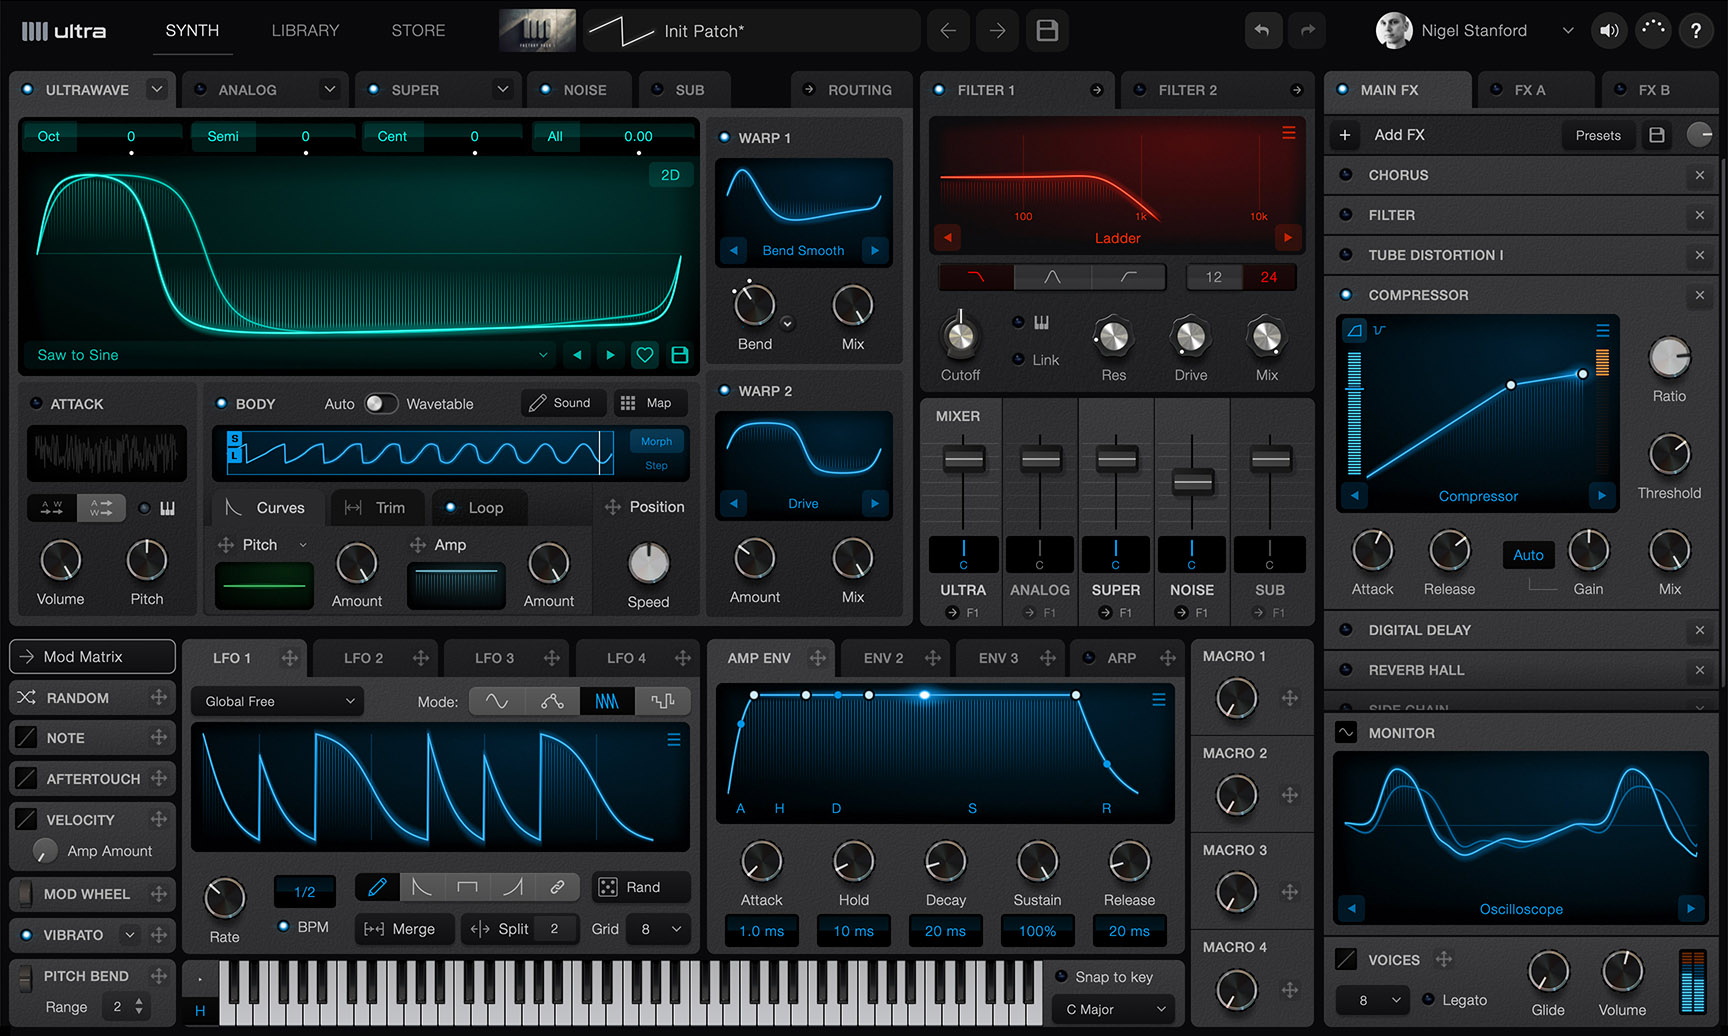 ultra
SYNTH LIBRARY STORE
FACTORY PACK 1
Init Patch*
Nigel Stanford
?
ULTRAWAVE ANALOG SUPER NOISE SUB ROUTING
Oct 0 Semi 0 Cent 0 All 0.00
2D
Saw to Sine
WARP 1
Bend Smooth
Bend Mix
WARP 2
Drive
Amount Mix
ATTACK
A W A W
Volume Pitch
BODY Auto Wavetable Sound Map
S
L
Morph
Step
Curves Trim Loop Position
Pitch Amp
Amount Amount Speed
FILTER 1 FILTER 2
100 1k 10k
Ladder
12 24
Link
Cutoff Res Drive Mix
MIXER
C C C C C
ULTRA ANALOG SUPER NOISE SUB
F1 F1 F1 F1 F1
MAIN FX FX A FX B
+ Add FX Presets
CHORUS
FILTER
TUBE DISTORTION I
COMPRESSOR
Compressor
Ratio
Threshold
Auto
Attack Release Gain Mix
DIGITAL DELAY
REVERB HALL
SIDE CHAIN
MONITOR
Oscilloscope
VOICES
8 Legato
Glide Volume
Mod Matrix
RANDOM
NOTE
AFTERTOUCH
VELOCITY
Amp Amount
MOD WHEEL
VIBRATO
PITCH BEND
Range 2
LFO 1 LFO 2 LFO 3 LFO 4
Global Free Mode:
Rate
1/2
BPM
Rand
Merge Split 2 Grid 8
AMP ENV ENV 2 ENV 3 ARP
A H D S R
Attack Hold Decay Sustain Release
1.0 ms 10 ms 20 ms 100% 20 ms
MACRO 1
MACRO 2
MACRO 3
MACRO 4
H
Snap to key
C Major